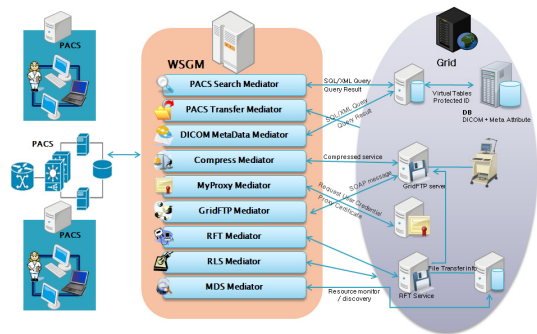 PACS
WSGM
Grid
PACS Search Mediator
SQL/XML Query
Query Result
Virtual Tables
Protected ID
DB
DICOM + Meta Attribute
PACS Transfer Mediator
SQL/XML Query
Query Result
DICOM MetaData Mediator
PACS
Compress Mediator
Compressed service
MyProxy Mediator
SOAP message
GridFTP server
Request User Credential
Proxy Certificate
GridFTP Mediator
PACS
RFT Mediator
RLS Mediator
File Transfer info
MDS Mediator
Resource monitor
/ discovery
RFT Service